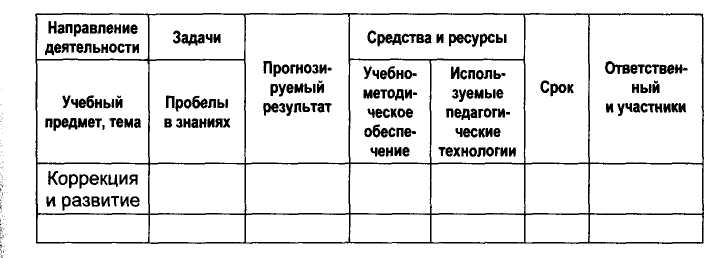 Направление
деятельности
Задачи
Прогнози-
руемый
результат
Средства и ресурсы
Срок
Ответствен-
ный
и участники
Учебный
предмет, тема
Пробелы
в знаниях
Учебно-
методи-
ческое
обеспе-
чение
Исполь-
зуемые
педагоги-
ческие
технологии
Коррекция
и развитие